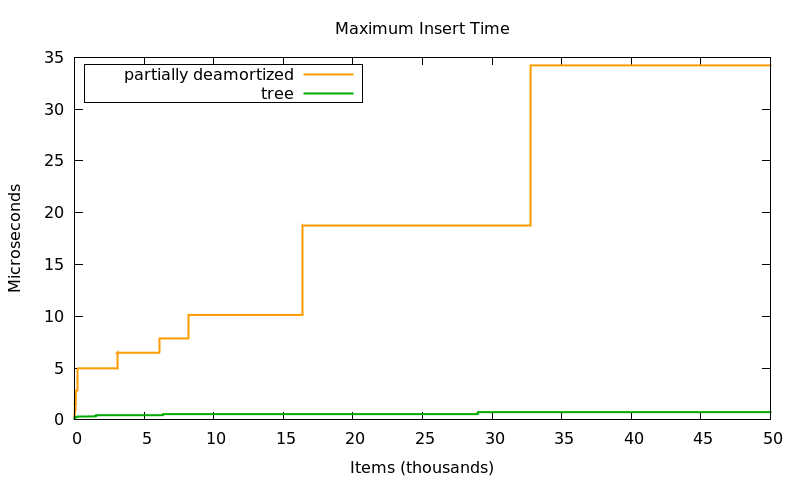 Maximum Insert Time
35
30
25
20
15
10
5
0
Microseconds
partially deamortized
tree
0 5 10 15 20 25 30 35 40 45 50
Items (thousands)